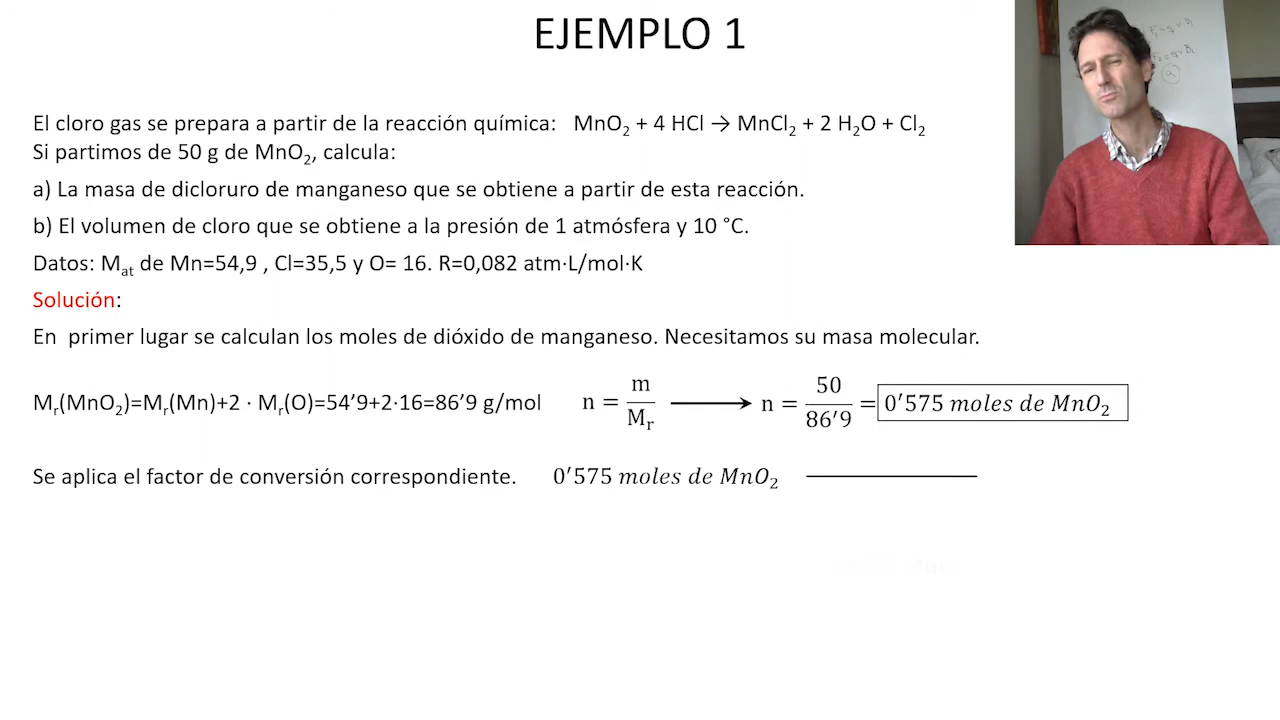 EJEMPLO 1
El cloro gas se prepara a partir de la reacción química: MnO₂ + 4 HCl → MnCl₂ + 2 H₂O + Cl₂
Si partimos de 50 g de MnO₂, calcula:
a) La masa de dicloruro de manganeso que se obtiene a partir de esta reacción.
b) El volumen de cloro que se obtiene a la presión de 1 atmósfera y 10 °C.
Datos: Mat de Mn=54,9 , Cl=35,5 y O= 16. R=0,082 atm·L/mol·K
Solución:
En primer lugar se calculan los moles de dióxido de manganeso. Necesitamos su masa molecular.
Mr(MnO₂)=Mr(Mn)+2 · Mr(O)=54’9+2·16=86’9 g/mol n = m/Mr → n = 50/86′9 = 0′575 moles de MnO₂
Se aplica el factor de conversión correspondiente. 0′575 moles de MnO₂